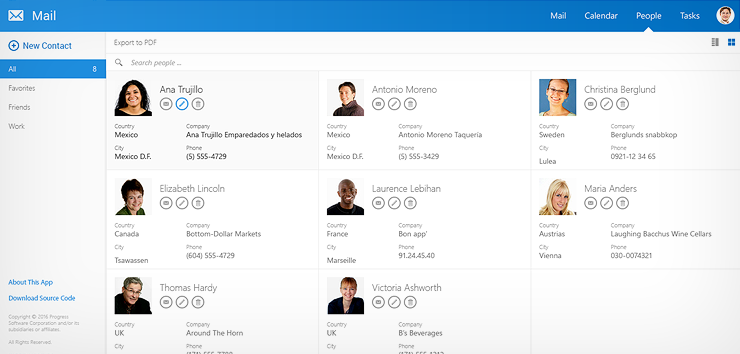 Mail
Mail Calendar People Tasks
New Contact
All 8
Favorites
Friends
Work
About This App
Download Source Code
Copyright © 2016 Progress
Software Corporation and/or its
subsidiaries or affiliates.
All Rights Reserved.
Export to PDF
Search people ...
Ana Trujillo
Country Company
Mexico Ana Trujillo Emparedados y helados
City Phone
Mexico D.F. (5) 555-4729
Antonio Moreno
Country Company
Mexico Antonio Moreno Taquería
City Phone
Mexico D.F. (5) 555-3429
Christina Berglund
Country Company
Sweden Berglunds snabbkop
City Phone
Lulea 0921-12 34 65
Elizabeth Lincoln
Country Company
Canada Bottom-Dollar Markets
City Phone
Tsawassen (604) 555-4729
Laurence Lebihan
Country Company
France Bon app'
City Phone
Marseille 91.24.45.40
Maria Anders
Country Company
Austrias Laughing Bacchus Wine Cellars
City Phone
Vienna 030-0074321
Thomas Hardy
Country Company
UK Around The Horn
City Phone
Victoria Ashworth
Country Company
UK B's Beverages
City Phone